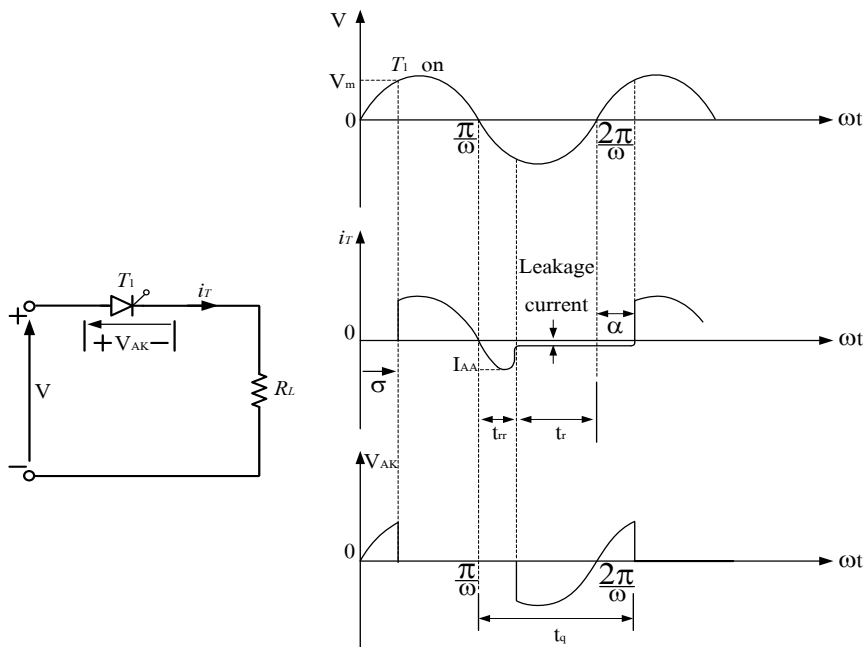 V
T1 on
Vm
0
π/ω
2π/ω
ωt
iT
Leakage
current
0
α
IAA
σ
ωt
trr
tr
VAK
0
π/ω
2π/ω
ωt
tq
T1
iT
+
+ VAK −
V
RL
−